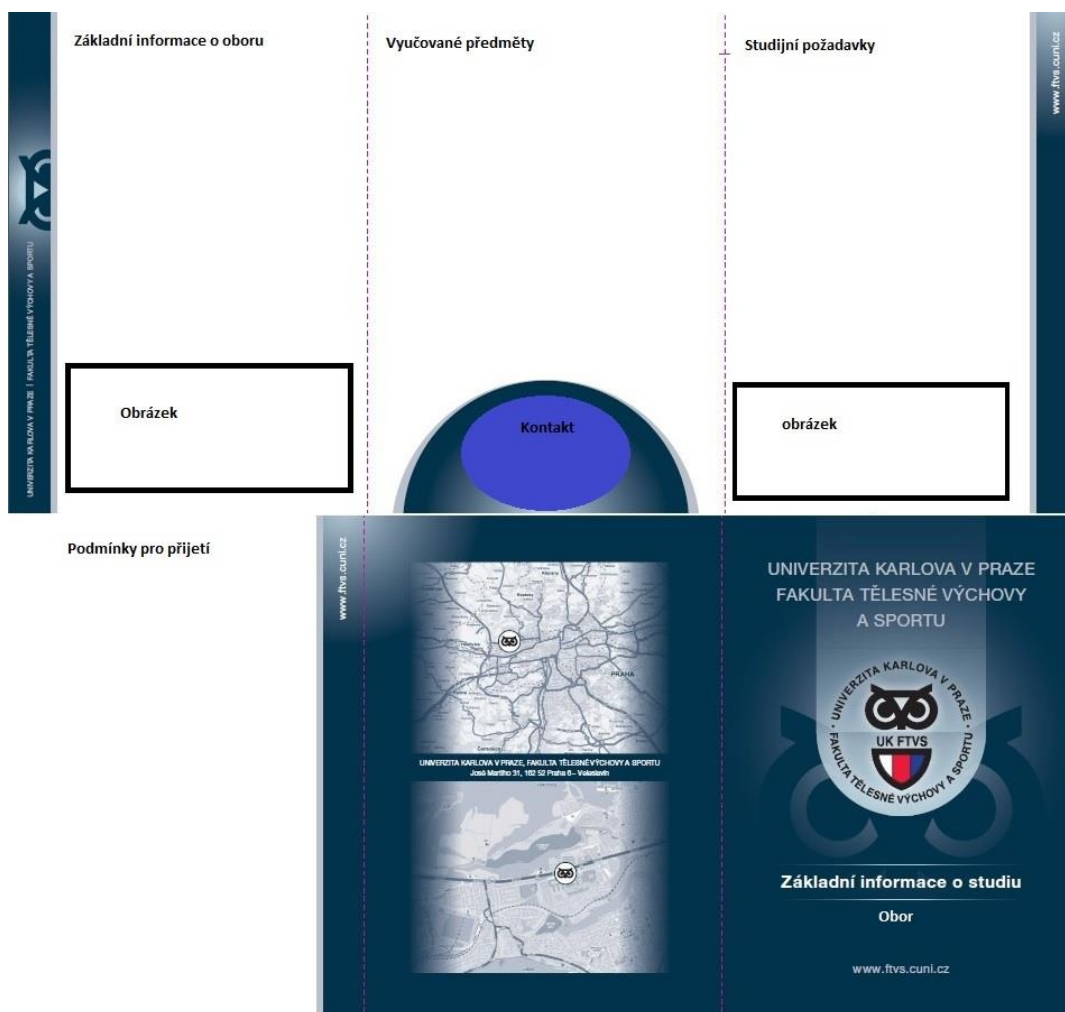 Základní informace o oboru
Vyučované předměty
Studijní požadavky
www.ftvs.cuni.cz
UNIVERZITA KARLOVA V PRAZE | FAKULTA TĚLESNÉ VÝCHOVY A SPORTU
Obrázek
Kontakt
obrázek
Podmínky pro přijetí
www.ftvs.cuni.cz
PRAHA
UNIVERZITA KARLOVA V PRAZE, FAKULTA TĚLESNÉ VÝCHOVY A SPORTU
José Martího 31, 162 52 Praha 6 – Veleslavín
UNIVERZITA KARLOVA V PRAZE
FAKULTA TĚLESNÉ VÝCHOVY
A SPORTU
· UNIVERZITA KARLOVA V PRAZE ·
UK FTVS
FAKULTA TĚLESNÉ VÝCHOVY A SPORTU
Základní informace o studiu
Obor
www.ftvs.cuni.cz